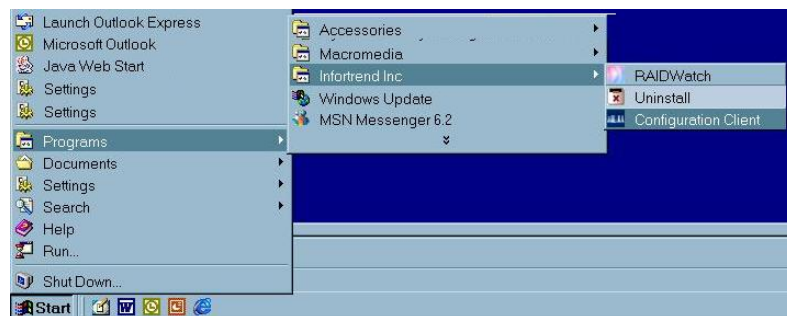 Launch Outlook Express
Microsoft Outlook
Java Web Start
Settings
Settings
Programs
Documents
Settings
Search
Help
Run...
Shut Down...
Start
Accessories
Macromedia
Infortrend Inc
Windows Update
MSN Messenger 6.2
RAIDWatch
Uninstall
Configuration Client